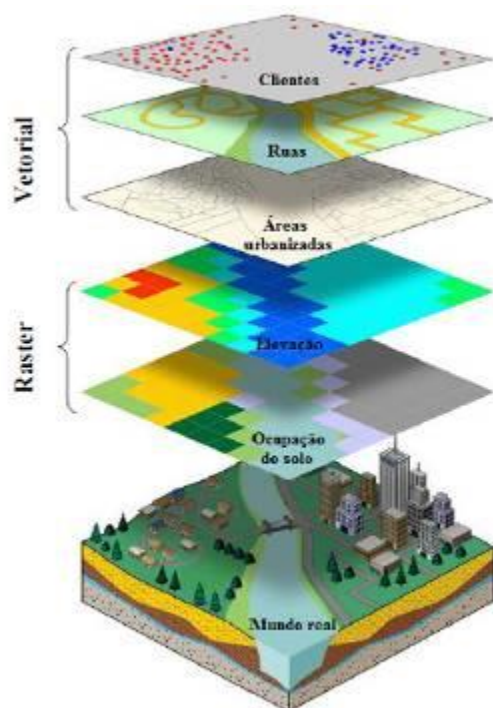 Vetorial
Clientes
Ruas
Áreas
urbanizadas
Raster
Elevação
Ocupação
do solo
Mundo real